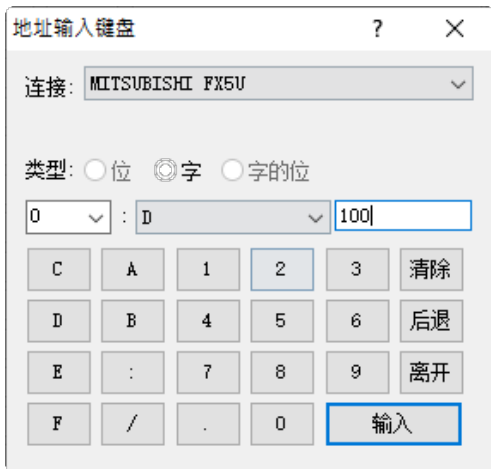 地址输入键盘 ?
连接: MITSUBISHI FX5U
类型: 位 字 字的位
0 : D 100
C A 1 2 3 清除
D B 4 5 6 后退
E : 7 8 9 离开
F / . 0 输入